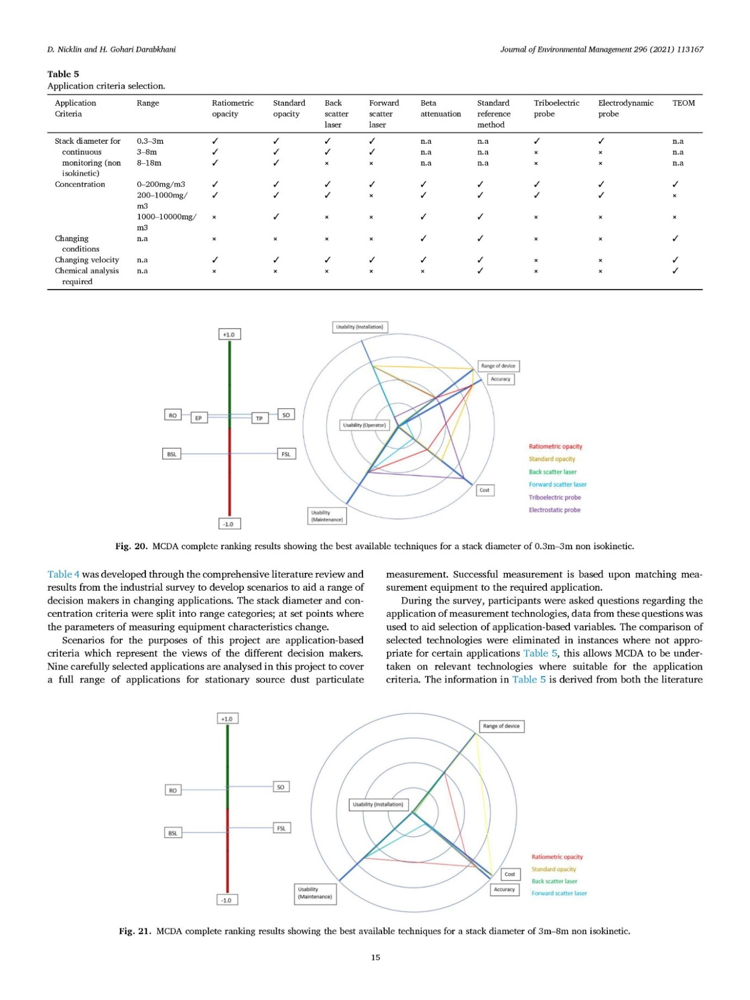 D. Nicklin and H. Gohari Darabkhani
Journal of Environmental Management 296 (2021) 113167
Table 5
Application criteria selection.
Application Criteria Range Ratiometric opacity Standard opacity Back scatter laser Forward scatter laser Beta attenuation Standard reference method Triboelectric probe Electrodynamic probe TEOM
Stack diameter for continuous monitoring (non isokinetic) 0.3–3m ✓ ✓ ✓ ✓ n.a n.a ✓ ✓ n.a
3–8m ✓ ✓ ✓ ✓ n.a n.a × × n.a
8–18m ✓ ✓ × × n.a n.a × × n.a
Concentration 0–200mg/m3 ✓ ✓ ✓ ✓ ✓ ✓ ✓ ✓ ✓
200–1000mg/m3 ✓ ✓ ✓ × ✓ ✓ ✓ ✓ ×
1000–10000mg/m3 × ✓ × × ✓ ✓ × × ×
Changing conditions n.a × × × × ✓ ✓ × × ✓
Changing velocity n.a ✓ ✓ ✓ ✓ ✓ ✓ × × ✓
Chemical analysis required n.a × × × × × ✓ × × ✓
+1.0
RO
EP
TP
SO
BSL
FSL
-1.0
Usability (Installation)
Range of device
Accuracy
Usability (Operator)
Cost
Usability
(Maintenance)
Ratiometric opacity
Standard opacity
Back scatter laser
Forward scatter laser
Triboelectric probe
Electrostatic probe
Fig. 20. MCDA complete ranking results showing the best available techniques for a stack diameter of 0.3m–3m non isokinetic.
Table 4 was developed through the comprehensive literature review and
results from the industrial survey to develop scenarios to aid a range of
decision makers in changing applications. The stack diameter and con-
centration criteria were split into range categories; at set points where
the parameters of measuring equipment characteristics change.
Scenarios for the purposes of this project are application-based
criteria which represent the views of the different decision makers.
Nine carefully selected applications are analysed in this project to cover
a full range of applications for stationary source dust particulate
measurement. Successful measurement is based upon matching mea-
surement equipment to the required application.
During the survey, participants were asked questions regarding the
application of measurement technologies, data from these questions was
used to aid selection of application-based variables. The comparison of
selected technologies were eliminated in instances where not appro-
priate for certain applications Table 5, this allows MCDA to be under-
taken on relevant technologies where suitable for the application
criteria. The information in Table 5 is derived from both the literature
+1.0
RO
SO
BSL
FSL
-1.0
Range of device
Usability (Installation)
Cost
Accuracy
Usability
(Maintenance)
Ratiometric opacity
Standard opacity
Back scatter laser
Forward scatter laser
Fig. 21. MCDA complete ranking results showing the best available techniques for a stack diameter of 3m–8m non isokinetic.
15